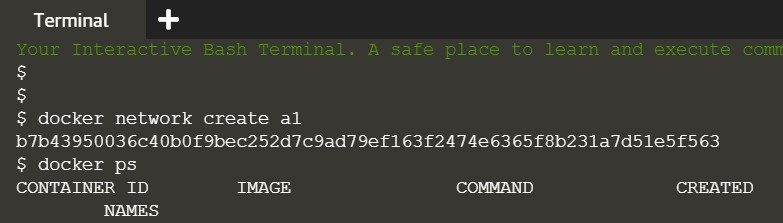 Terminal +
Your Interactive Bash Terminal. A safe place to learn and execute comm
$
$
$ docker network create a1
b7b43950036c40b0f9bec252d7c9ad79ef163f2474e6365f8b231a7d51e5f563
$ docker ps
CONTAINER ID IMAGE COMMAND CREATED
NAMES